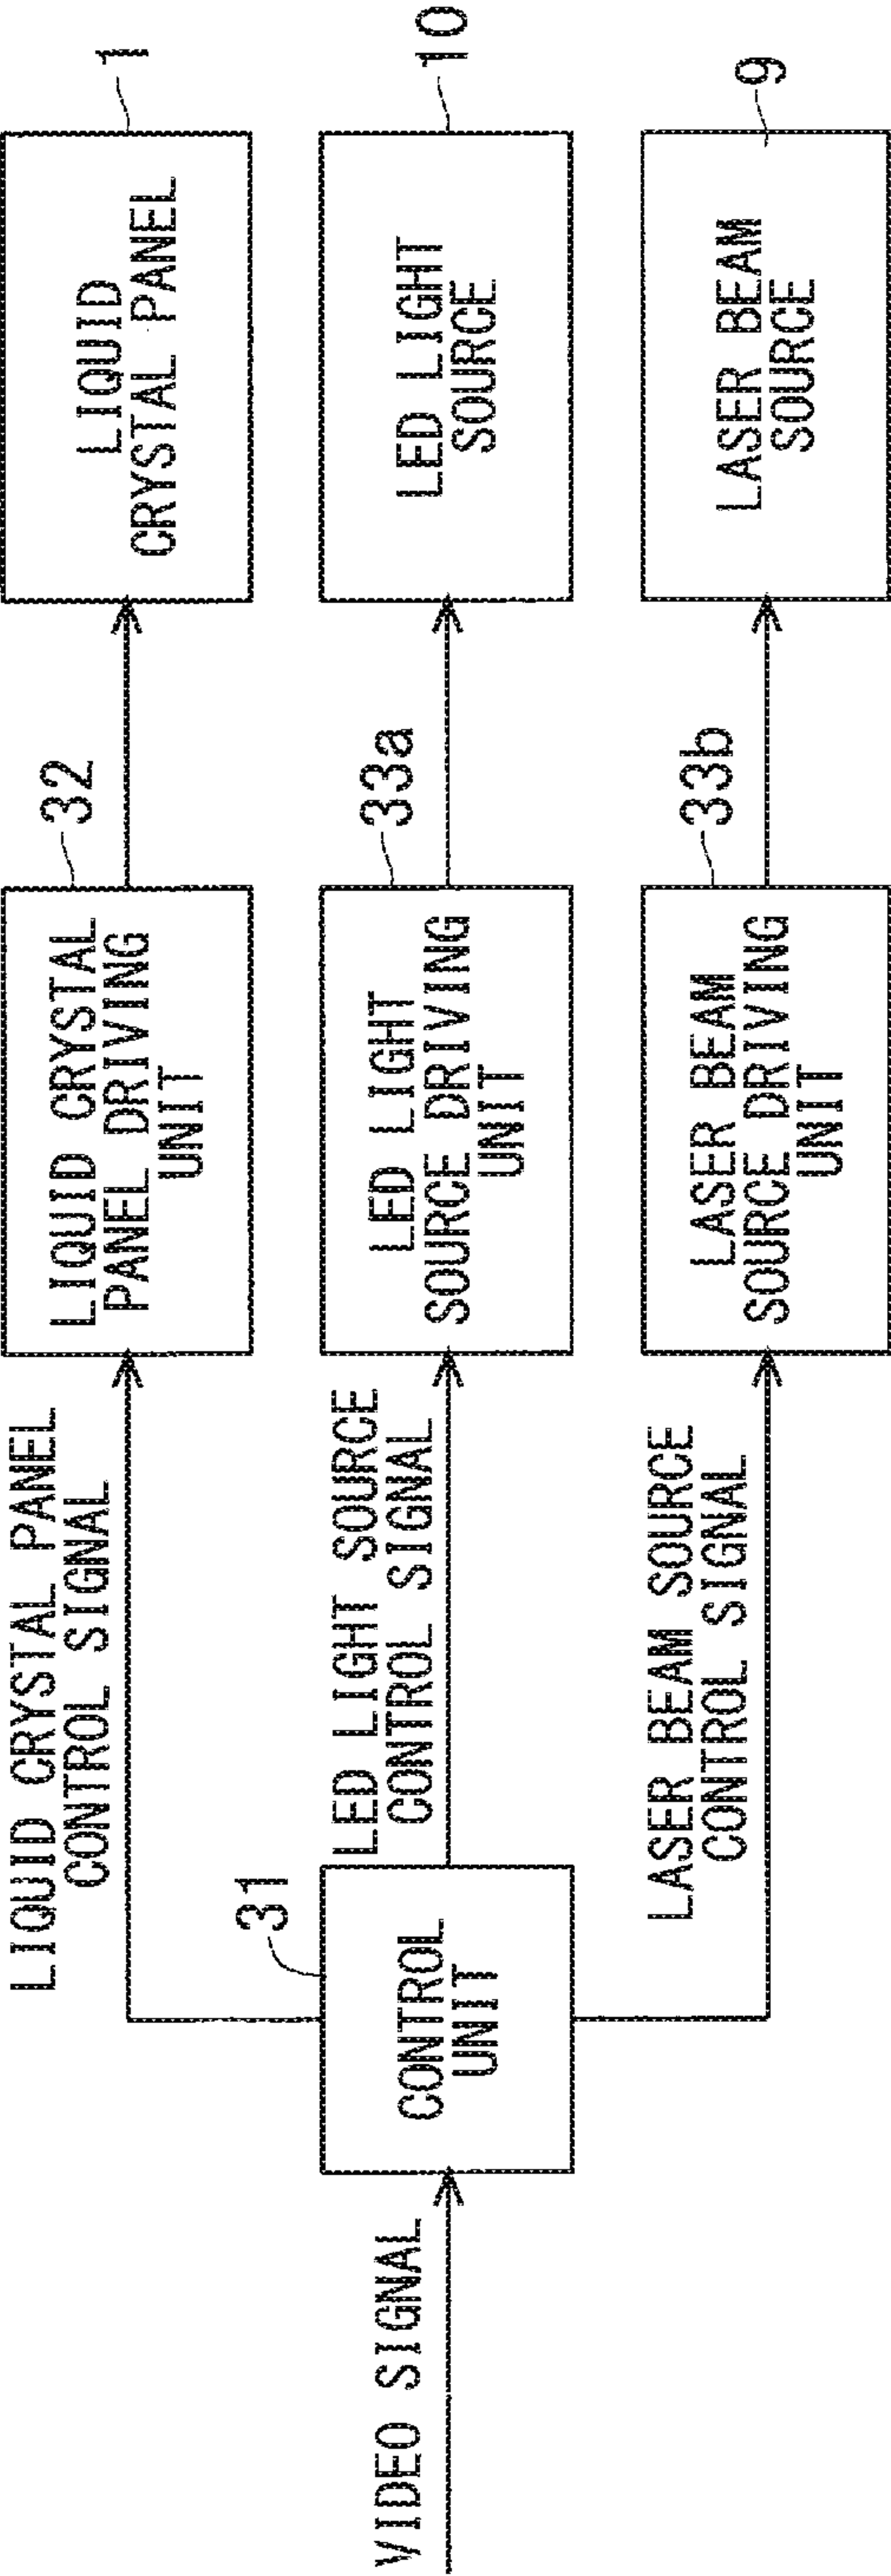 VIDEO SIGNAL
31
CONTROL
UNIT
LIQUID CRYSTAL PANEL
CONTROL SIGNAL
32
LIQUID CRYSTAL
PANEL DRIVING
UNIT
1
LIQUID
CRYSTAL PANEL
LED LIGHT SOURCE
CONTROL SIGNAL
33a
LED LIGHT
SOURCE DRIVING
UNIT
10
LED LIGHT
SOURCE
LASER BEAM SOURCE
CONTROL SIGNAL
33b
LASER BEAM
SOURCE DRIVING
UNIT
9
LASER BEAM
SOURCE